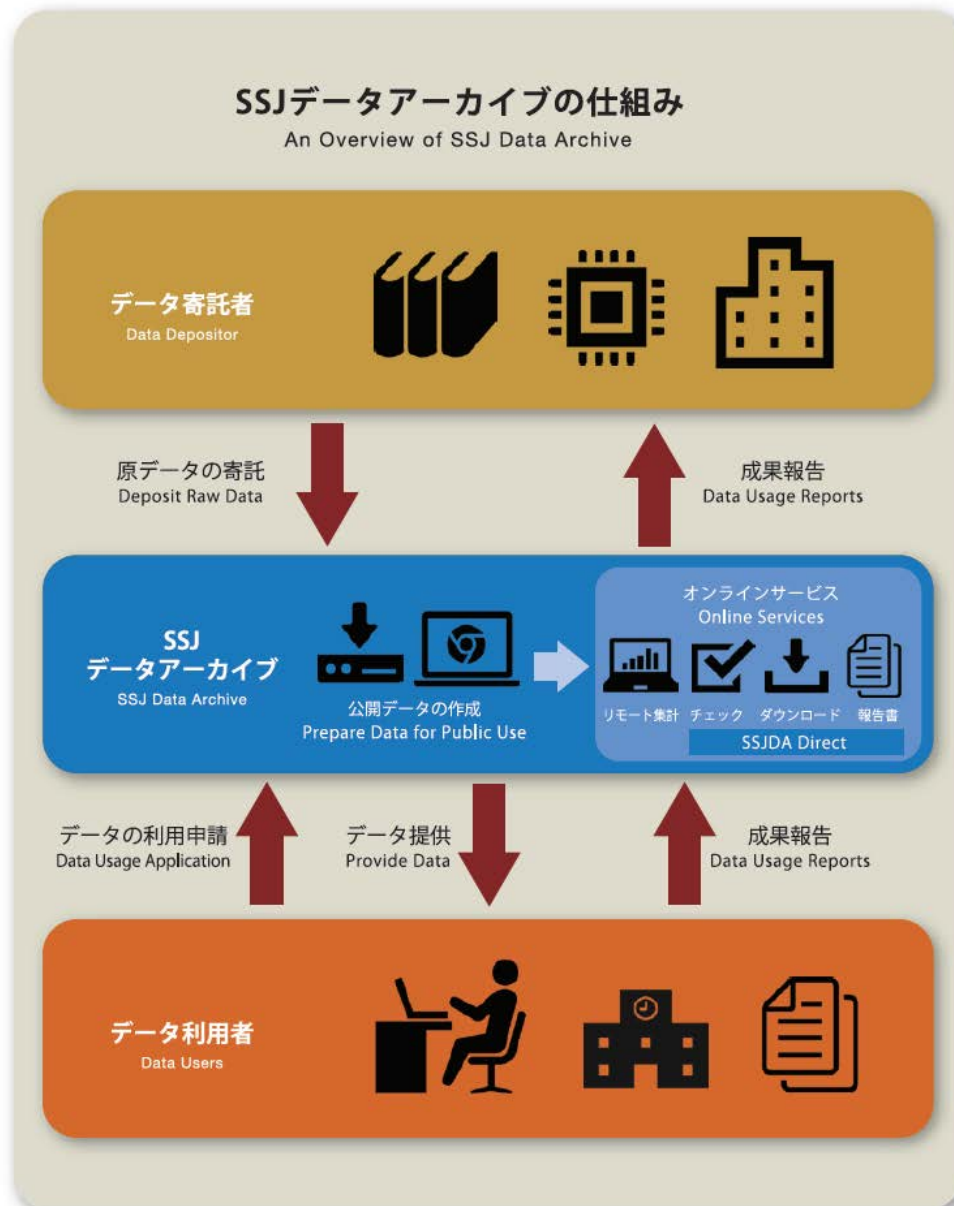 SSJデータアーカイブの仕組み
An Overview of SSJ Data Archive
データ寄託者
Data Depositor
原データの寄託
Deposit Raw Data
成果報告
Data Usage Reports
SSJ
データアーカイブ
SSJ Data Archive
公開データの作成
Prepare Data for Public Use
オンラインサービス
Online Services
リモート集計 チェック ダウンロード 報告書
SSJDA Direct
データの利用申請
Data Usage Application
データ提供
Provide Data
成果報告
Data Usage Reports
データ利用者
Data Users